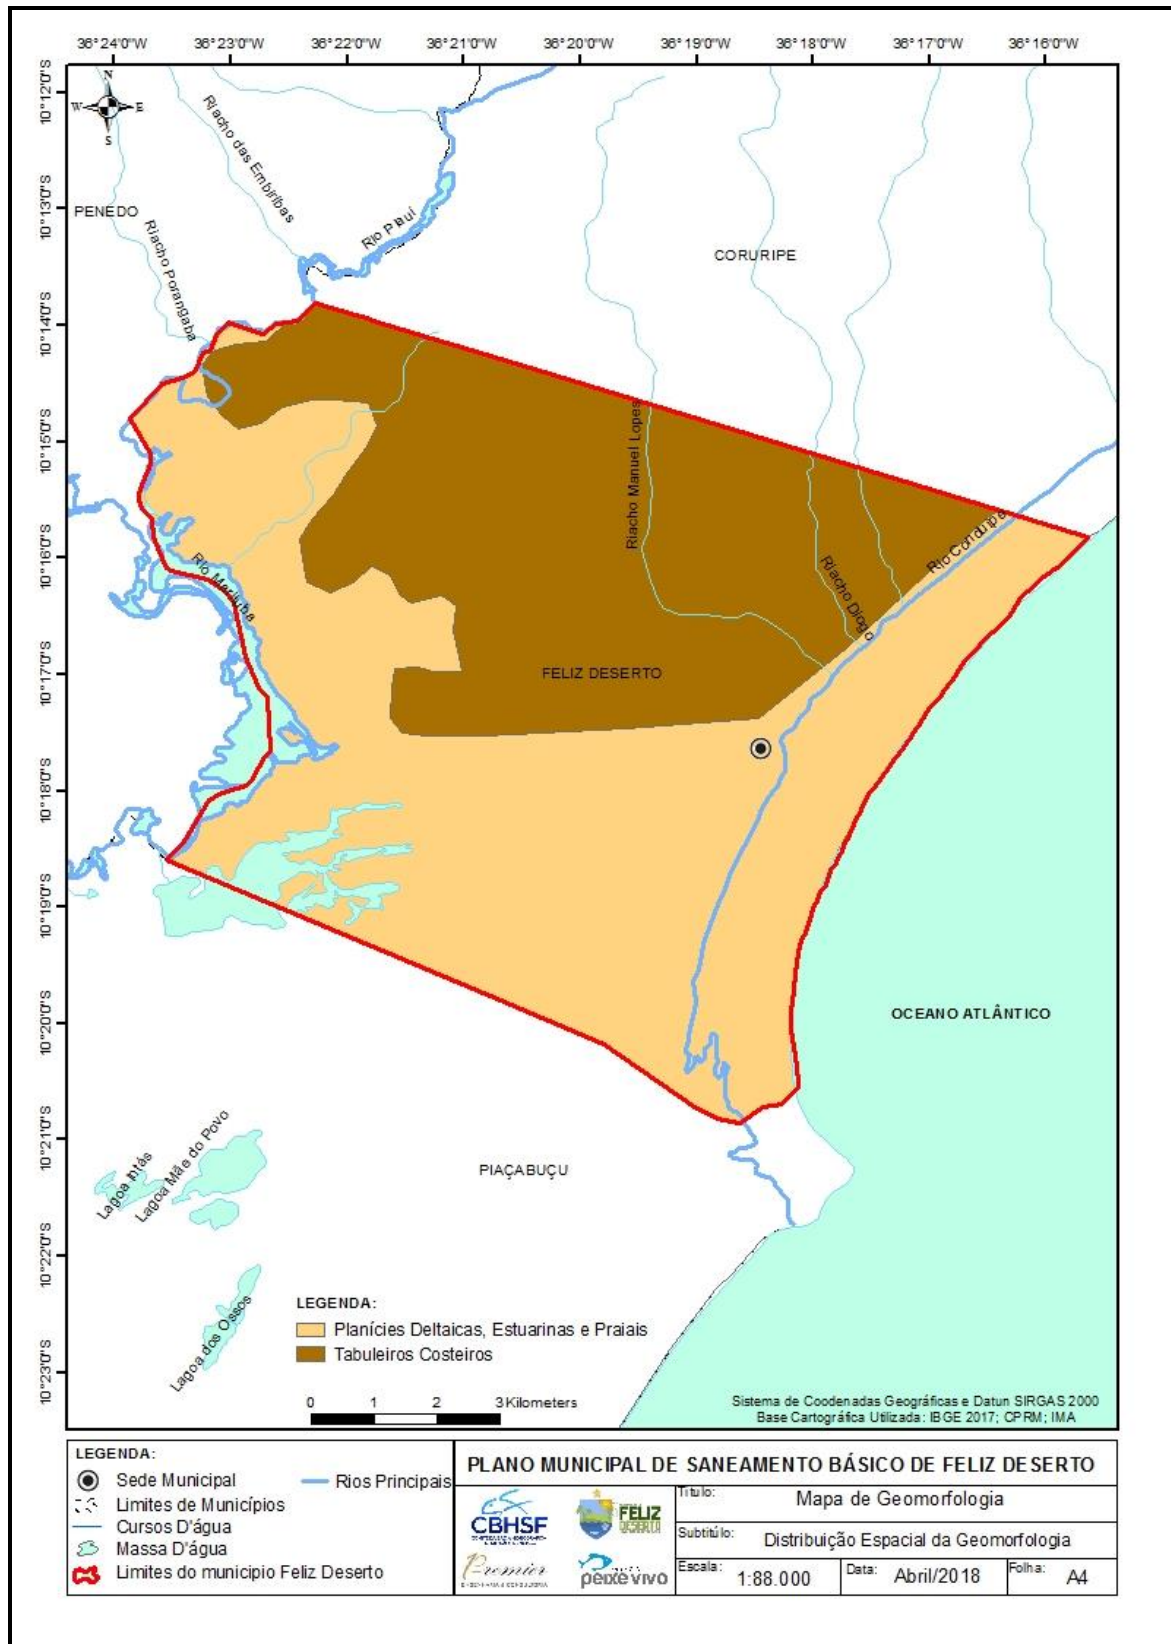 36°24'0"W 36°23'0"W 36°22'0"W 36°21'0"W 36°20'0"W 36°19'0"W 36°18'0"W 36°17'0"W 36°16'0"W
10°12'0"S
10°13'0"S
10°14'0"S
10°15'0"S
10°16'0"S
10°17'0"S
10°18'0"S
10°19'0"S
10°20'0"S
10°21'0"S
10°22'0"S
10°23'0"S
N
W E
S
Riacho das Embiribas
PENEDO
Rio Piauí
Riacho Porangaba
CORURIPE
Riacho Manuel Lopes
Rio Conduipe
Riacho Diogo
Rio Marituba
FELIZ DESERTO
OCEANO ATLÂNTICO
PIAÇABUÇU
Lagoa Intãs
Lagoa Mãe do Povo
Lagoa dos Ossos
LEGENDA:
Planícies Deltaicas, Estuarinas e Praiais
Tabuleiros Costeiros
0 1 2 3 Kilometers
Sistema de Coodenadas Geográficas e Datun SIRGAS 2000
Base Cartográfica Utilizada: IBGE 2017; CPRM; IMA
LEGENDA:
Sede Municipal
Rios Principais
Limites de Municípios
Cursos D'água
Massa D'água
Limites do municipio Feliz Deserto
PLANO MUNICIPAL DE SANEAMENTO BÁSICO DE FELIZ DESERTO
CBHSF
FELIZ
DESERTO
Premier
peixe vivo
Título: Mapa de Geomorfologia
Subtitúlo: Distribuição Espacial da Geomorfologia
Escala: 1:88.000
Data: Abril/2018
Folha: A4